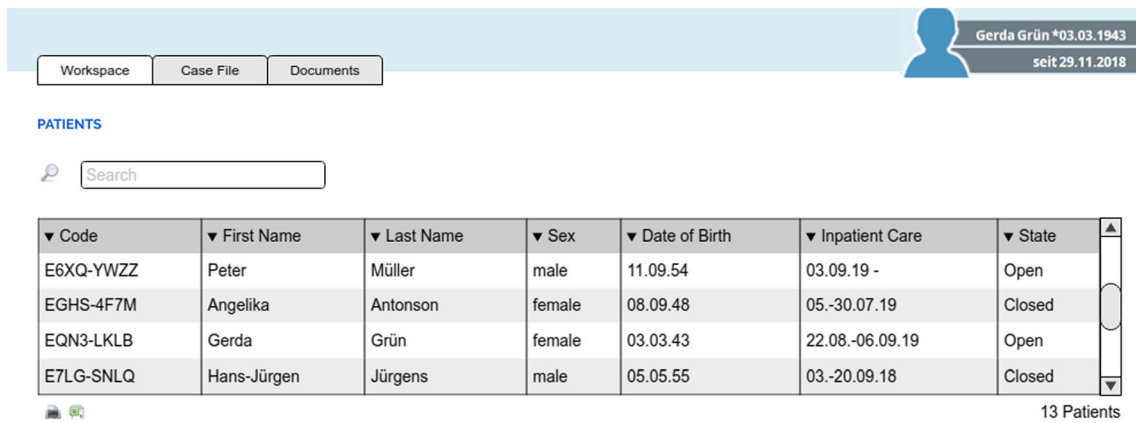 Gerda Grün *03.03.1943
seit 29.11.2018
Workspace Case File Documents
PATIENTS
Search
▼ Code ▼ First Name ▼ Last Name ▼ Sex ▼ Date of Birth ▼ Inpatient Care ▼ State
E6XQ-YWZZ Peter Müller male 11.09.54 03.09.19 - Open
EGHS-4F7M Angelika Antonson female 08.09.48 05.-30.07.19 Closed
EQN3-LKLB Gerda Grün female 03.03.43 22.08.-06.09.19 Open
E7LG-SNLQ Hans-Jürgen Jürgens male 05.05.55 03.-20.09.18 Closed
13 Patients